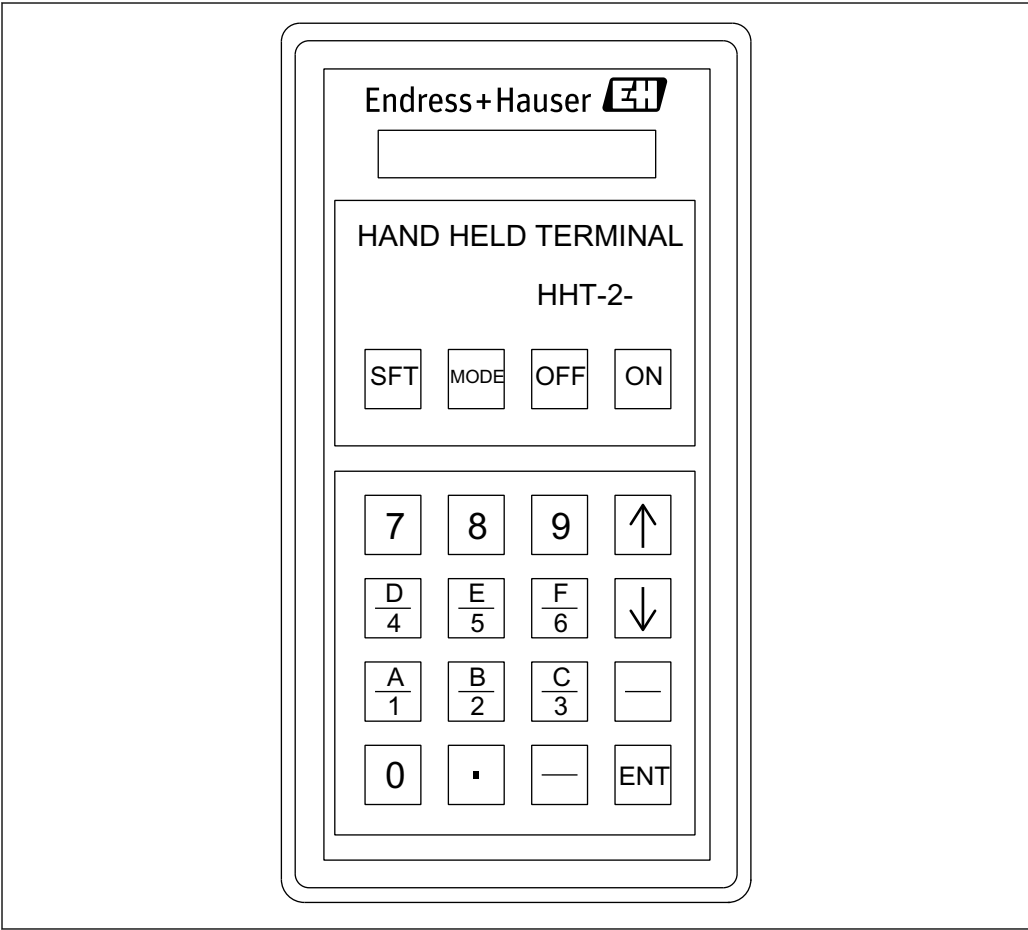 Endress+Hauser EH
HAND HELD TERMINAL
HHT-2-
SFT MODE OFF ON
7 8 9 ↑
D E F ↓
4 5 6
A B C —
1 2 3
0 . — ENT